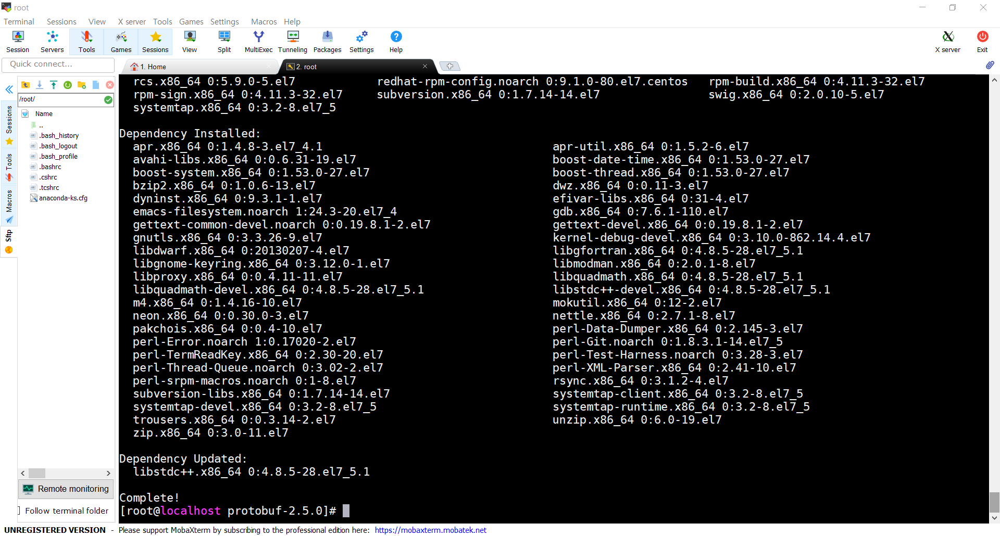 root
Terminal Sessions View X server Tools Games Settings Macros Help
Session Servers Tools Games Sessions View Split MultiExec Tunneling Packages Settings Help X server Exit
Quick connect...
1. Home
2. root
/root/
Name
..
.bash_history
.bash_logout
.bash_profile
.bashrc
.cshrc
.tcshrc
anaconda-ks.cfg
Sessions
Tools
Macros
Sftp
Remote monitoring
Follow terminal folder
rcs.x86_64 0:5.9.0-5.el7 redhat-rpm-config.noarch 0:9.1.0-80.el7.centos rpm-build.x86_64 0:4.11.3-32.el7
rpm-sign.x86_64 0:4.11.3-32.el7 subversion.x86_64 0:1.7.14-14.el7 swig.x86_64 0:2.0.10-5.el7
systemtap.x86_64 0:3.2-8.el7_5
Dependency Installed:
apr.x86_64 0:1.4.8-3.el7_4.1 apr-util.x86_64 0:1.5.2-6.el7
avahi-libs.x86_64 0:0.6.31-19.el7 boost-date-time.x86_64 0:1.53.0-27.el7
boost-system.x86_64 0:1.53.0-27.el7 boost-thread.x86_64 0:1.53.0-27.el7
bzip2.x86_64 0:1.0.6-13.el7 dwz.x86_64 0:0.11-3.el7
dyninst.x86_64 0:9.3.1-1.el7 efivar-libs.x86_64 0:31-4.el7
emacs-filesystem.noarch 1:24.3-20.el7_4 gdb.x86_64 0:7.6.1-110.el7
gettext-common-devel.noarch 0:0.19.8.1-2.el7 gettext-devel.x86_64 0:0.19.8.1-2.el7
gnutls.x86_64 0:3.3.26-9.el7 kernel-debug-devel.x86_64 0:3.10.0-862.14.4.el7
libdwarf.x86_64 0:20130207-4.el7 libgfortran.x86_64 0:4.8.5-28.el7_5.1
libgnome-keyring.x86_64 0:3.12.0-1.el7 libmodman.x86_64 0:2.0.1-8.el7
libproxy.x86_64 0:0.4.11-11.el7 libquadmath.x86_64 0:4.8.5-28.el7_5.1
libquadmath-devel.x86_64 0:4.8.5-28.el7_5.1 libstdc++-devel.x86_64 0:4.8.5-28.el7_5.1
m4.x86_64 0:1.4.16-10.el7 mokutil.x86_64 0:12-2.el7
neon.x86_64 0:0.30.0-3.el7 nettle.x86_64 0:2.7.1-8.el7
pakchois.x86_64 0:0.4-10.el7 perl-Data-Dumper.x86_64 0:2.145-3.el7
perl-Error.noarch 1:0.17020-2.el7 perl-Git.noarch 0:1.8.3.1-14.el7_5
perl-TermReadKey.x86_64 0:2.30-20.el7 perl-Test-Harness.noarch 0:3.28-3.el7
perl-Thread-Queue.noarch 0:3.02-2.el7 perl-XML-Parser.x86_64 0:2.41-10.el7
perl-srpm-macros.noarch 0:1-8.el7 rsync.x86_64 0:3.1.2-4.el7
subversion-libs.x86_64 0:1.7.14-14.el7 systemtap-client.x86_64 0:3.2-8.el7_5
systemtap-devel.x86_64 0:3.2-8.el7_5 systemtap-runtime.x86_64 0:3.2-8.el7_5
trousers.x86_64 0:0.3.14-2.el7 unzip.x86_64 0:6.0-19.el7
zip.x86_64 0:3.0-11.el7
Dependency Updated:
libstdc++.x86_64 0:4.8.5-28.el7_5.1
Complete!
[root@localhost protobuf-2.5.0]#
UNREGISTERED VERSION - Please support MobaXterm by subscribing to the professional edition here: https://mobaxterm.mobatek.net